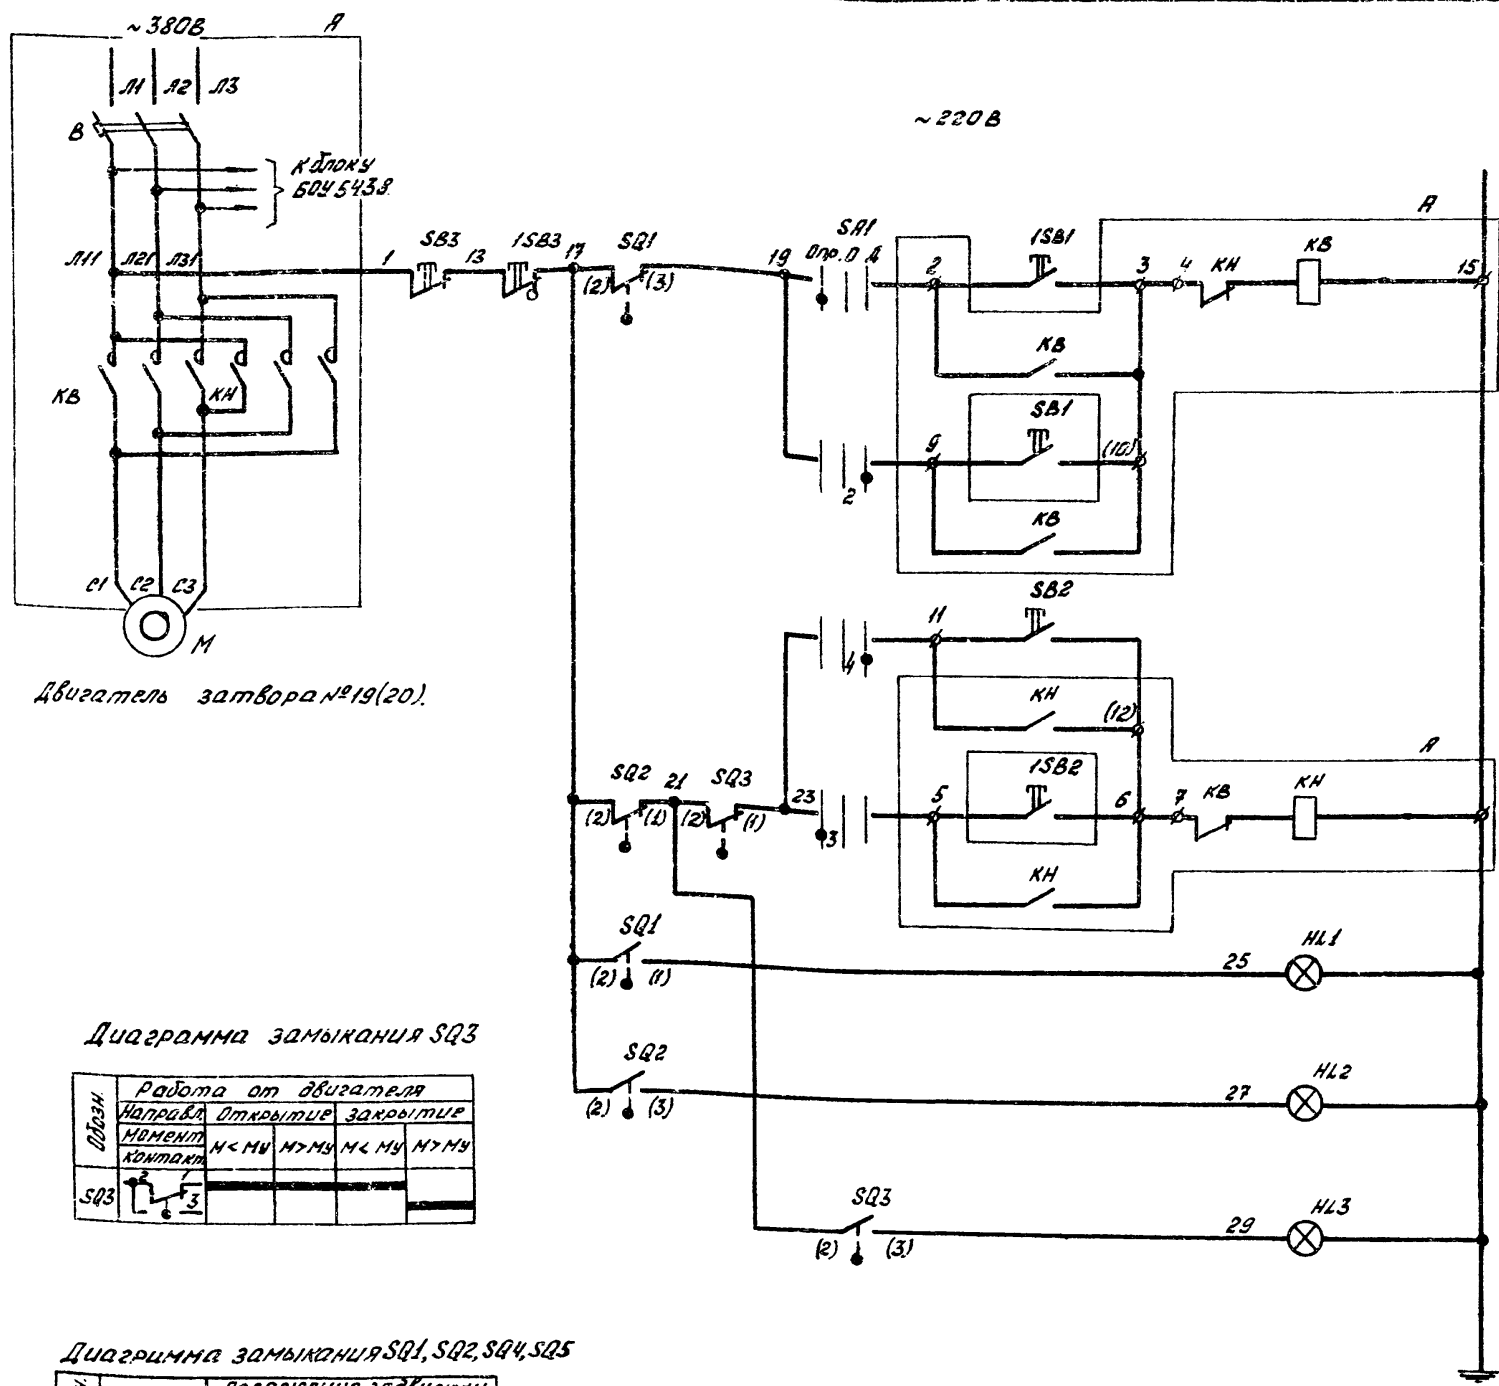 ~380В
А
Л1 Л2 Л3
В
К блоку
БОУ5438
Л11 Л21 Л31
КВ
КН
С1 С2 С3
М
Двигатель затвора №19(20).
~220В
А
1 SB3 13 1SB3 17 SQ1
(2) (3)
19
SA1
Опр. О Д
2 1SB1 3 4 КН КВ 15
КВ
SB1
2 9 (10)
КВ
SB2
4 11
КН
(12)
А
SQ2 21 SQ3 23
(2) (1) (2) (1)
3 5 1SB2 6 7 КВ КН
КН
SQ1
(2) (1) 25 HL1
SQ2
(2) (3) 27 HL2
SQ3
(2) (3) 29 HL3
Диаграмма замыкания SQ3
Обозн.
Работа от двигателя
Направл. Открытие закрытие
Момент
контакт
М<Му М>Му М<Му М>Му
SQ3 2 1
3
Диагримма замыкания SQ1, SQ2, SQ4, SQ5